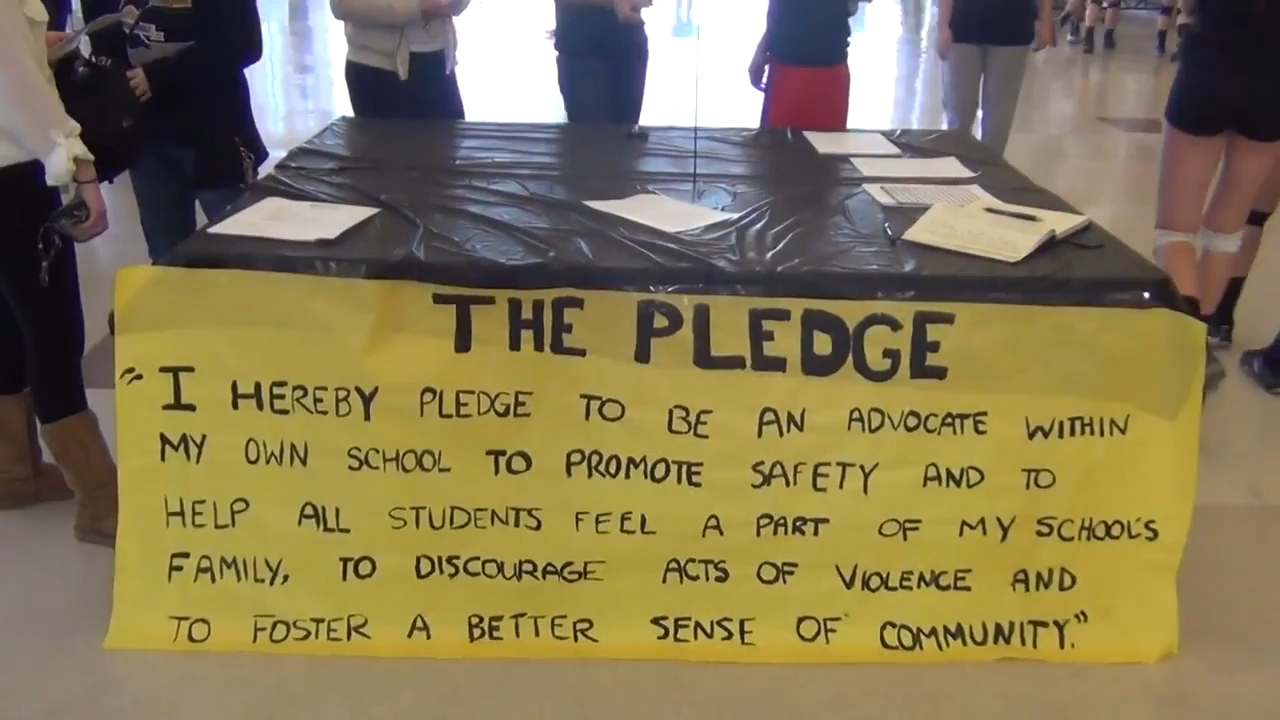 THE PLEDGE
"I HEREBY PLEDGE TO BE AN ADVOCATE WITHIN
MY OWN SCHOOL TO PROMOTE SAFETY AND TO
HELP ALL STUDENTS FEEL A PART OF MY SCHOOL'S
FAMILY, TO DISCOURAGE ACTS OF VIOLENCE AND
TO FOSTER A BETTER SENSE OF COMMUNITY."